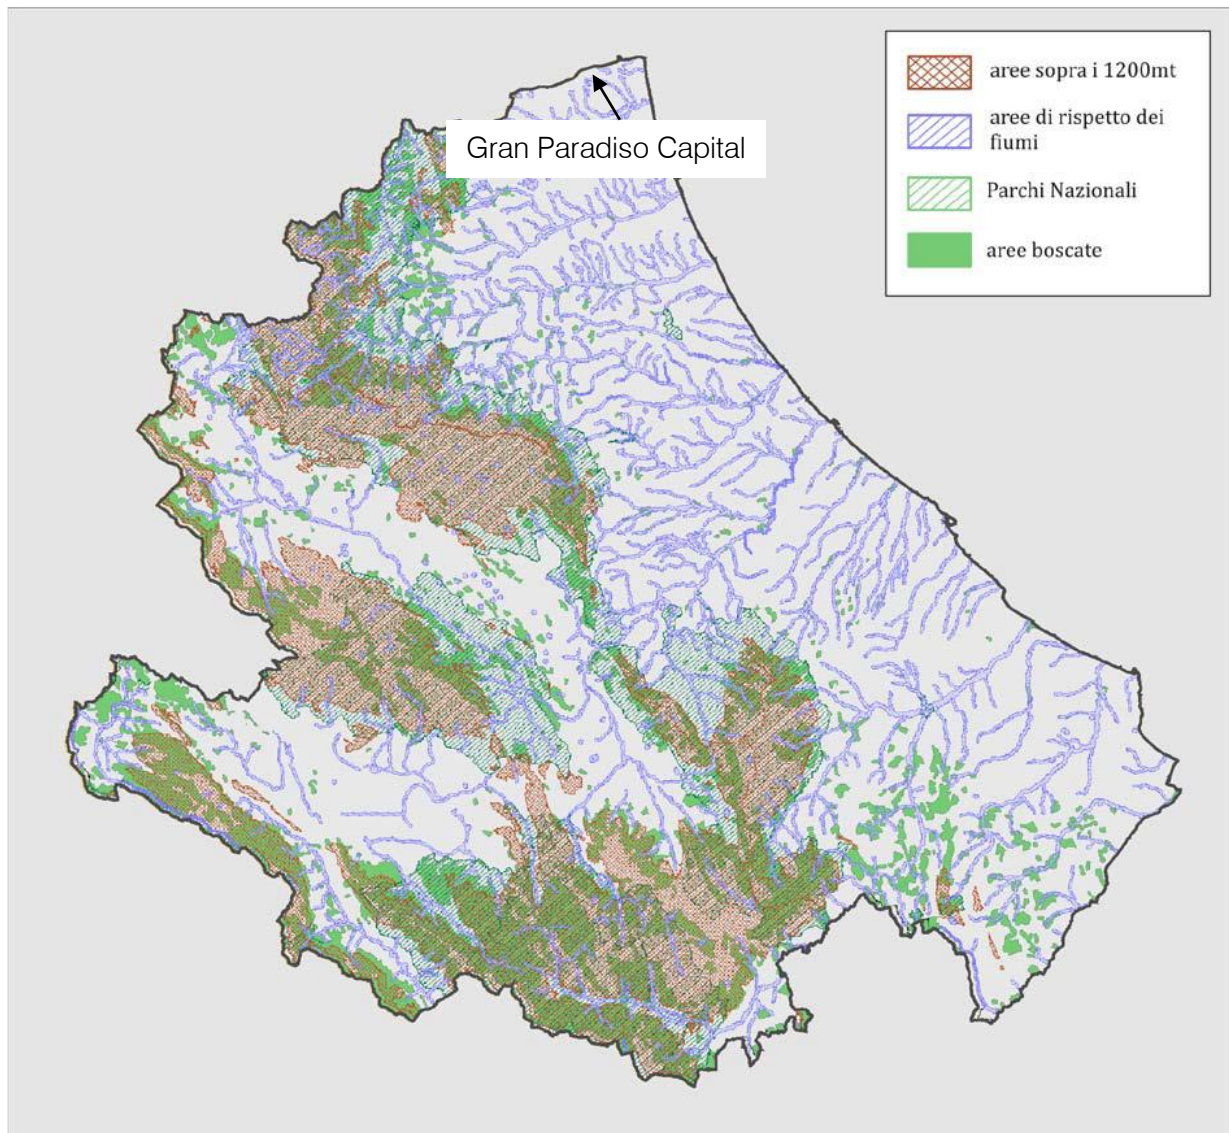 Gran Paradiso Capital
aree sopra i 1200mt
aree di rispetto dei
fiumi
Parchi Nazionali
aree boscate